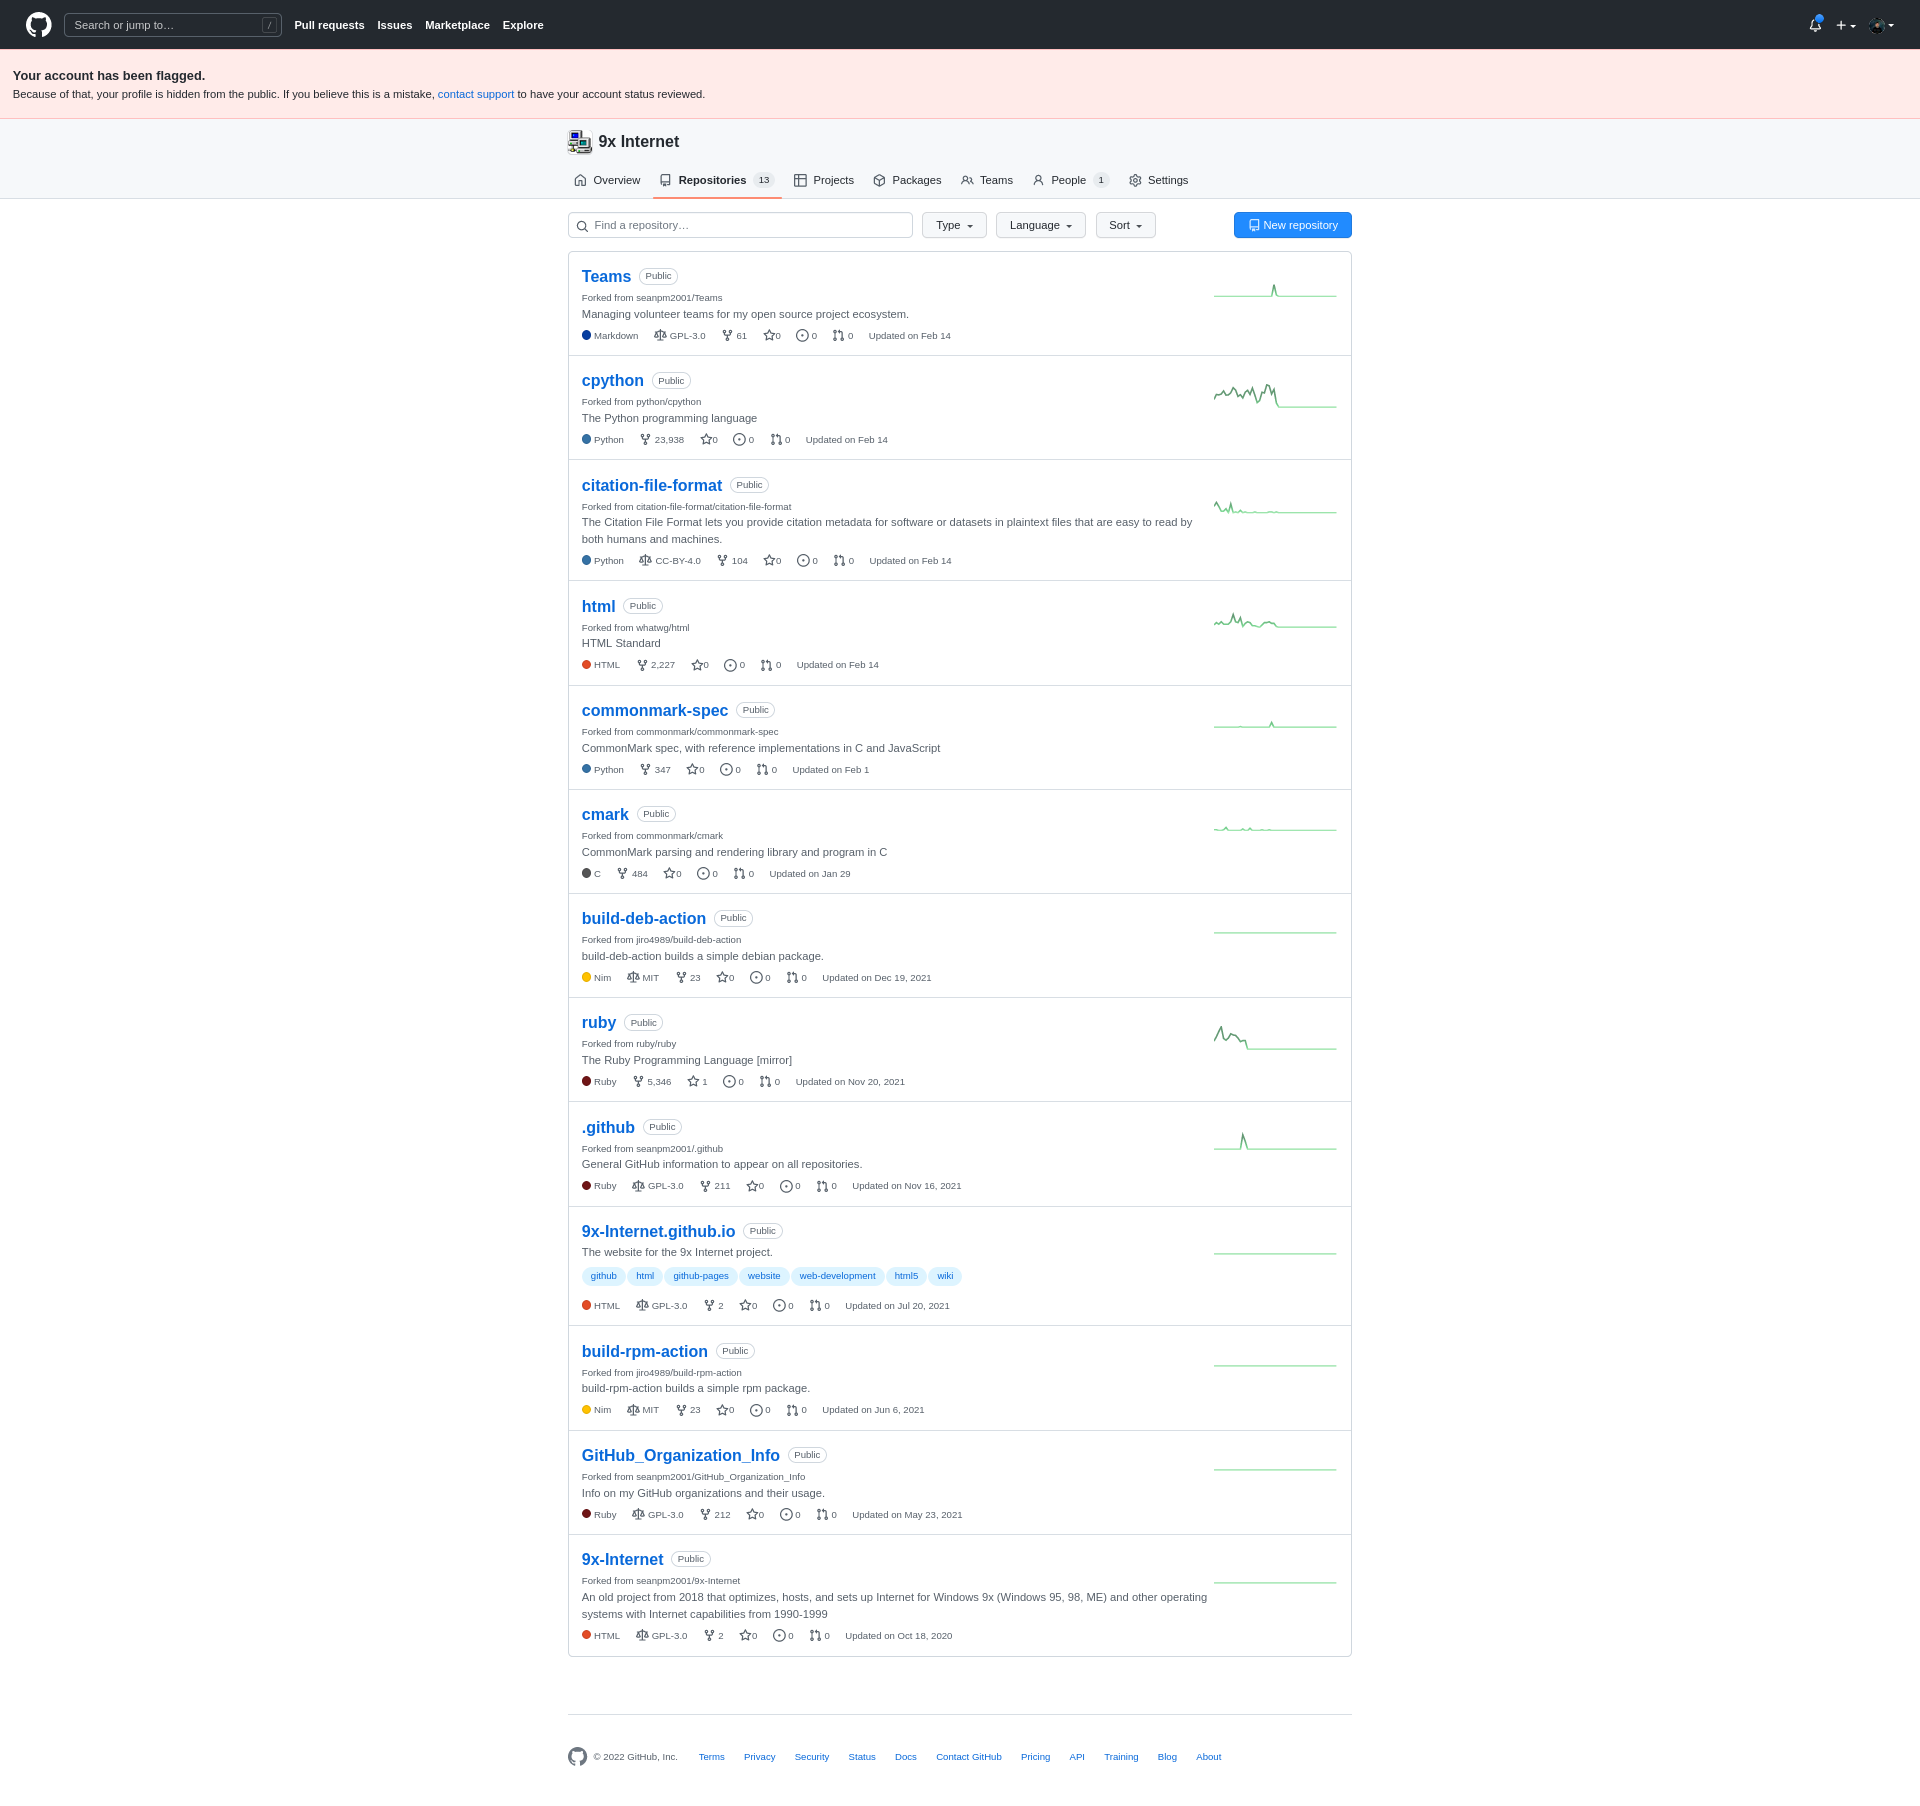 Search or jump to… /
Pull requests Issues Marketplace Explore
Your account has been flagged.
Because of that, your profile is hidden from the public. If you believe this is a mistake, contact support to have your account status reviewed.
9x Internet
Overview Repositories 13 Projects Packages Teams People 1 Settings
Find a repository… Type Language Sort New repository
Teams Public
Forked from seanpm2001/Teams
Managing volunteer teams for my open source project ecosystem.
Markdown GPL-3.0 61 0 0 0 Updated on Feb 14
cpython Public
Forked from python/cpython
The Python programming language
Python 23,938 0 0 0 Updated on Feb 14
citation-file-format Public
Forked from citation-file-format/citation-file-format
The Citation File Format lets you provide citation metadata for software or datasets in plaintext files that are easy to read by
both humans and machines.
Python CC-BY-4.0 104 0 0 0 Updated on Feb 14
html Public
Forked from whatwg/html
HTML Standard
HTML 2,227 0 0 0 Updated on Feb 14
commonmark-spec Public
Forked from commonmark/commonmark-spec
CommonMark spec, with reference implementations in C and JavaScript
Python 347 0 0 0 Updated on Feb 1
cmark Public
Forked from commonmark/cmark
CommonMark parsing and rendering library and program in C
C 484 0 0 0 Updated on Jan 29
build-deb-action Public
Forked from jiro4989/build-deb-action
build-deb-action builds a simple debian package.
Nim MIT 23 0 0 0 Updated on Dec 19, 2021
ruby Public
Forked from ruby/ruby
The Ruby Programming Language [mirror]
Ruby 5,346 1 0 0 Updated on Nov 20, 2021
.github Public
Forked from seanpm2001/.github
General GitHub information to appear on all repositories.
Ruby GPL-3.0 211 0 0 0 Updated on Nov 16, 2021
9x-Internet.github.io Public
The website for the 9x Internet project.
github html github-pages website web-development html5 wiki
HTML GPL-3.0 2 0 0 0 Updated on Jul 20, 2021
build-rpm-action Public
Forked from jiro4989/build-rpm-action
build-rpm-action builds a simple rpm package.
Nim MIT 23 0 0 0 Updated on Jun 6, 2021
GitHub_Organization_Info Public
Forked from seanpm2001/GitHub_Organization_Info
Info on my GitHub organizations and their usage.
Ruby GPL-3.0 212 0 0 0 Updated on May 23, 2021
9x-Internet Public
Forked from seanpm2001/9x-Internet
An old project from 2018 that optimizes, hosts, and sets up Internet for Windows 9x (Windows 95, 98, ME) and other operating
systems with Internet capabilities from 1990-1999
HTML GPL-3.0 2 0 0 0 Updated on Oct 18, 2020
© 2022 GitHub, Inc. Terms Privacy Security Status Docs Contact GitHub Pricing API Training Blog About